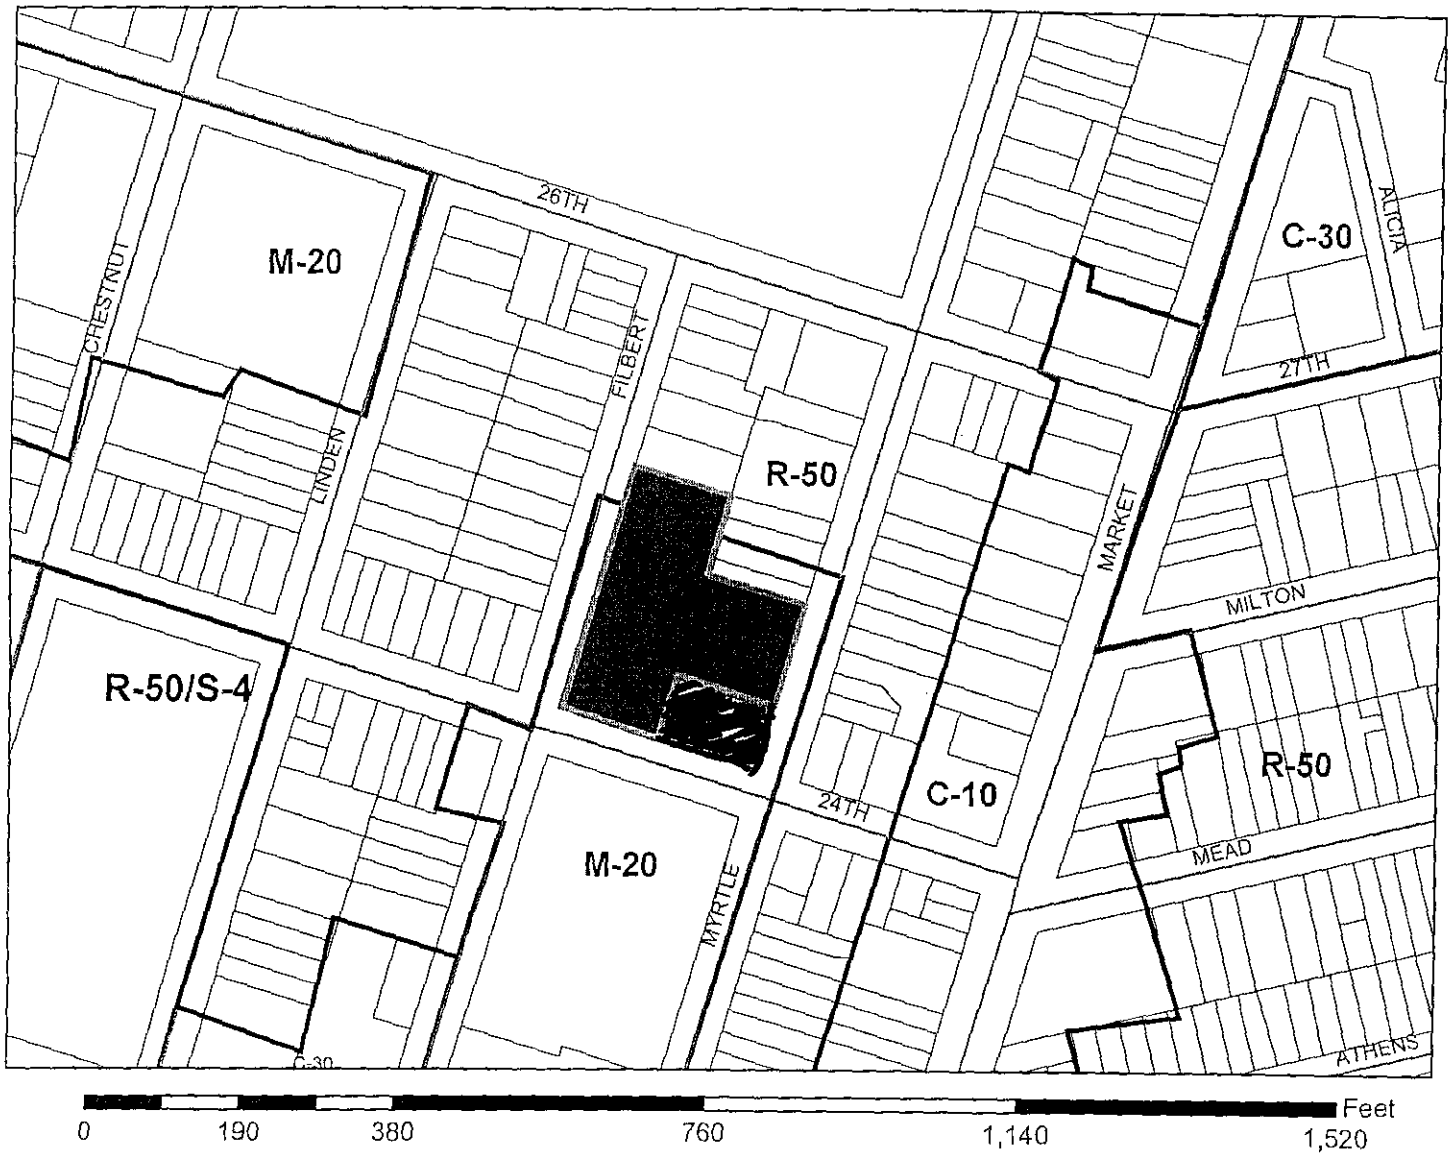 26TH
M-20
C-30
ALICIA
CHESTNUT
FILBERT
27TH
LINDEN
R-50
MARKET
MILTON
R-50/S-4
R-50
C-10
24TH
M-20
MEAD
MYRTLE
ATHENS
C-30
Feet
0 190 380 760 1,140 1,520